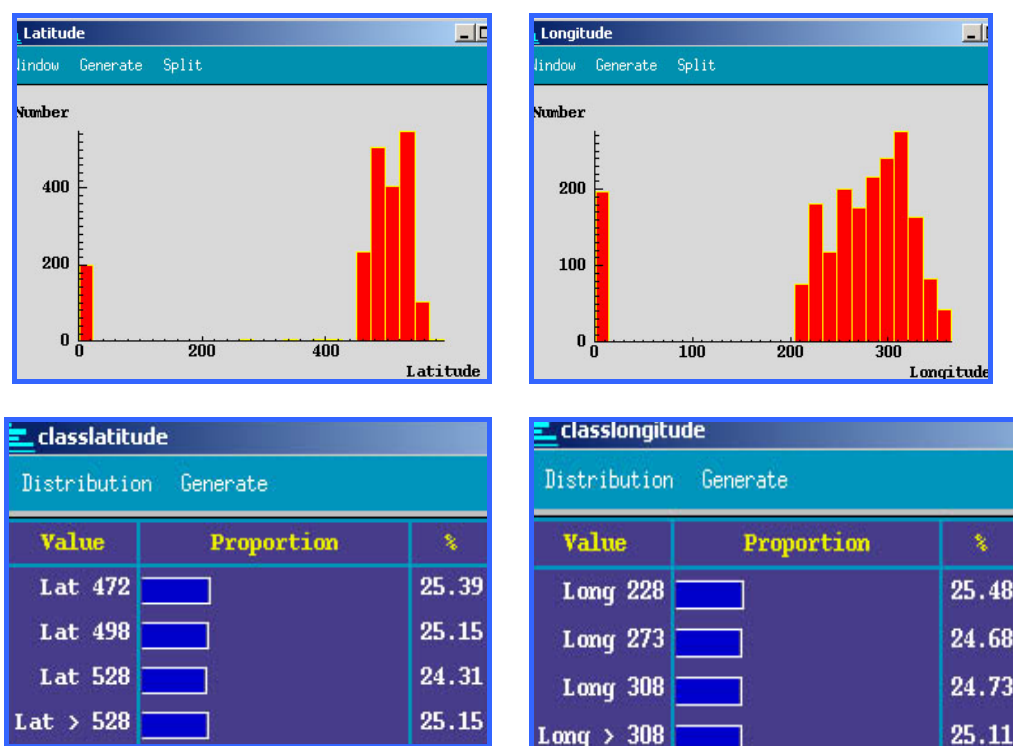 Latitude
Window Generate Split
Number
400
200
0
0 200 400
Latitude
Longitude
Window Generate Split
Number
200
100
0
0 100 200 300
Longitude
classlatitude
Distribution Generate
Value Proportion %
Lat 472 25.39
Lat 498 25.15
Lat 528 24.31
Lat > 528 25.15
classlongitude
Distribution Generate
Value Proportion %
Long 228 25.48
Long 273 24.68
Long 308 24.73
Long > 308 25.11